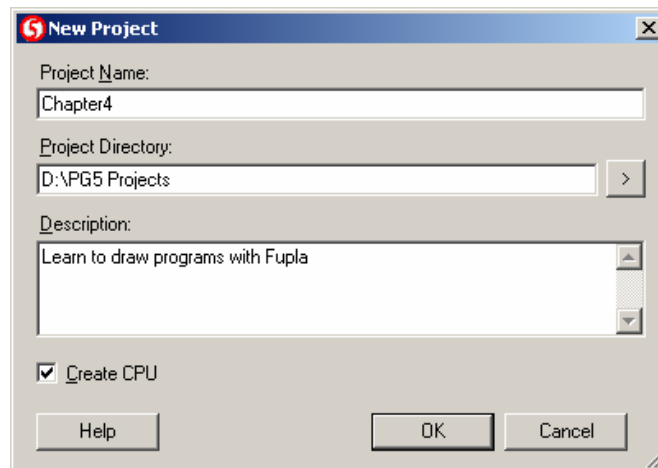 New Project
Project Name:
Chapter4
Project Directory:
D:\PG5 Projects
>
Description:
Learn to draw programs with Fupla
Create CPU
Help
OK
Cancel